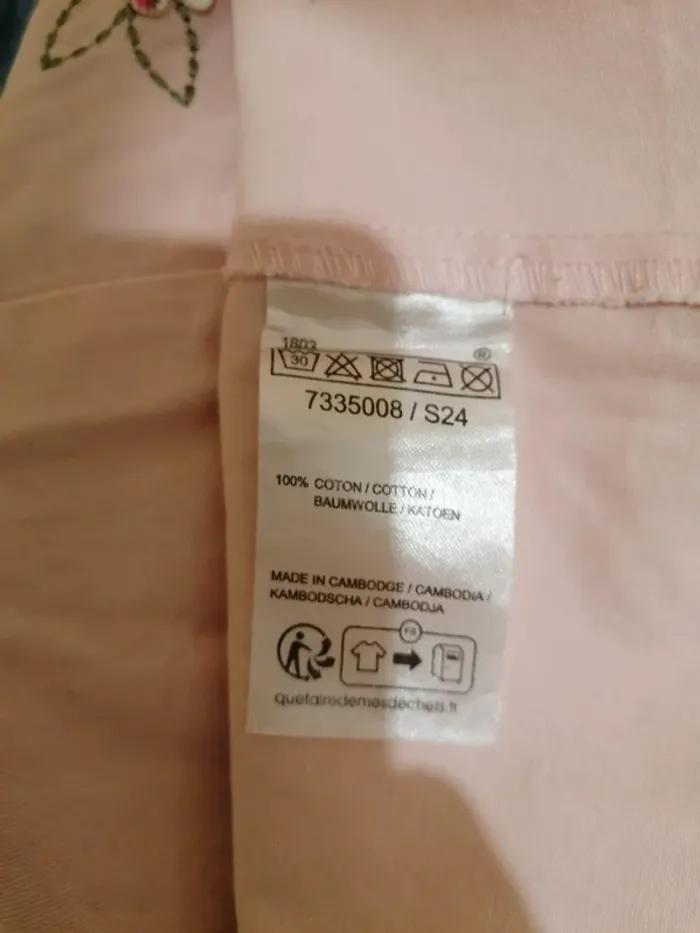 1803
®
30
7335008 / S24
100% COTON / COTTON /
BAUMWOLLE / KATOEN
MADE IN CAMBODGE / CAMBODIA /
KAMBODSCHA / CAMBODJA
FR
quefairedemesdechets.fr